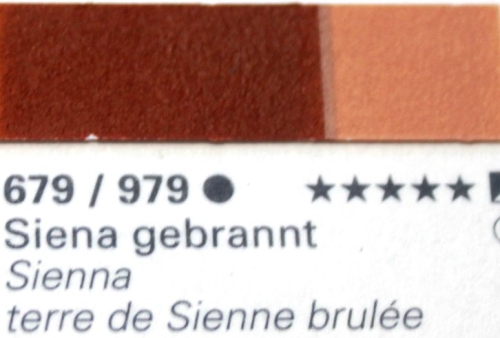 679 / 979 ● ★★★★★
Siena gebrannt
Sienna
terre de Sienne brulée